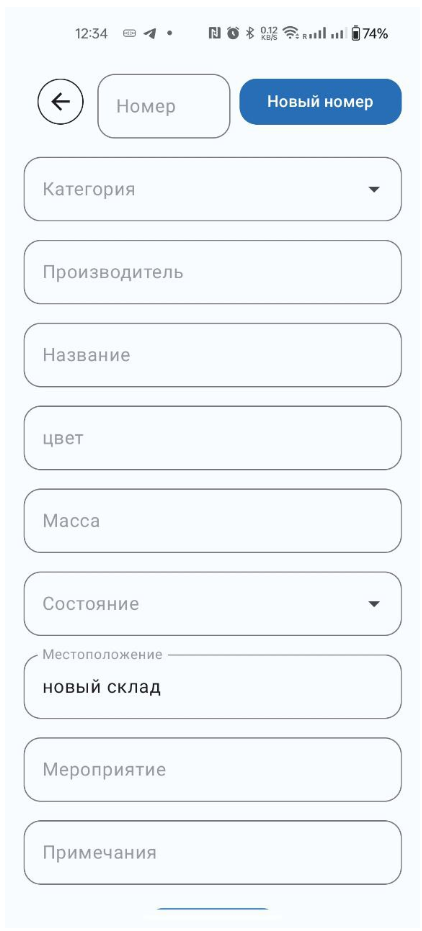 12:34 0.12 KB/S R 74%
Номер Новый номер
Категория
Производитель
Название
цвет
Масса
Состояние
Местоположение
новый склад
Мероприятие
Примечания